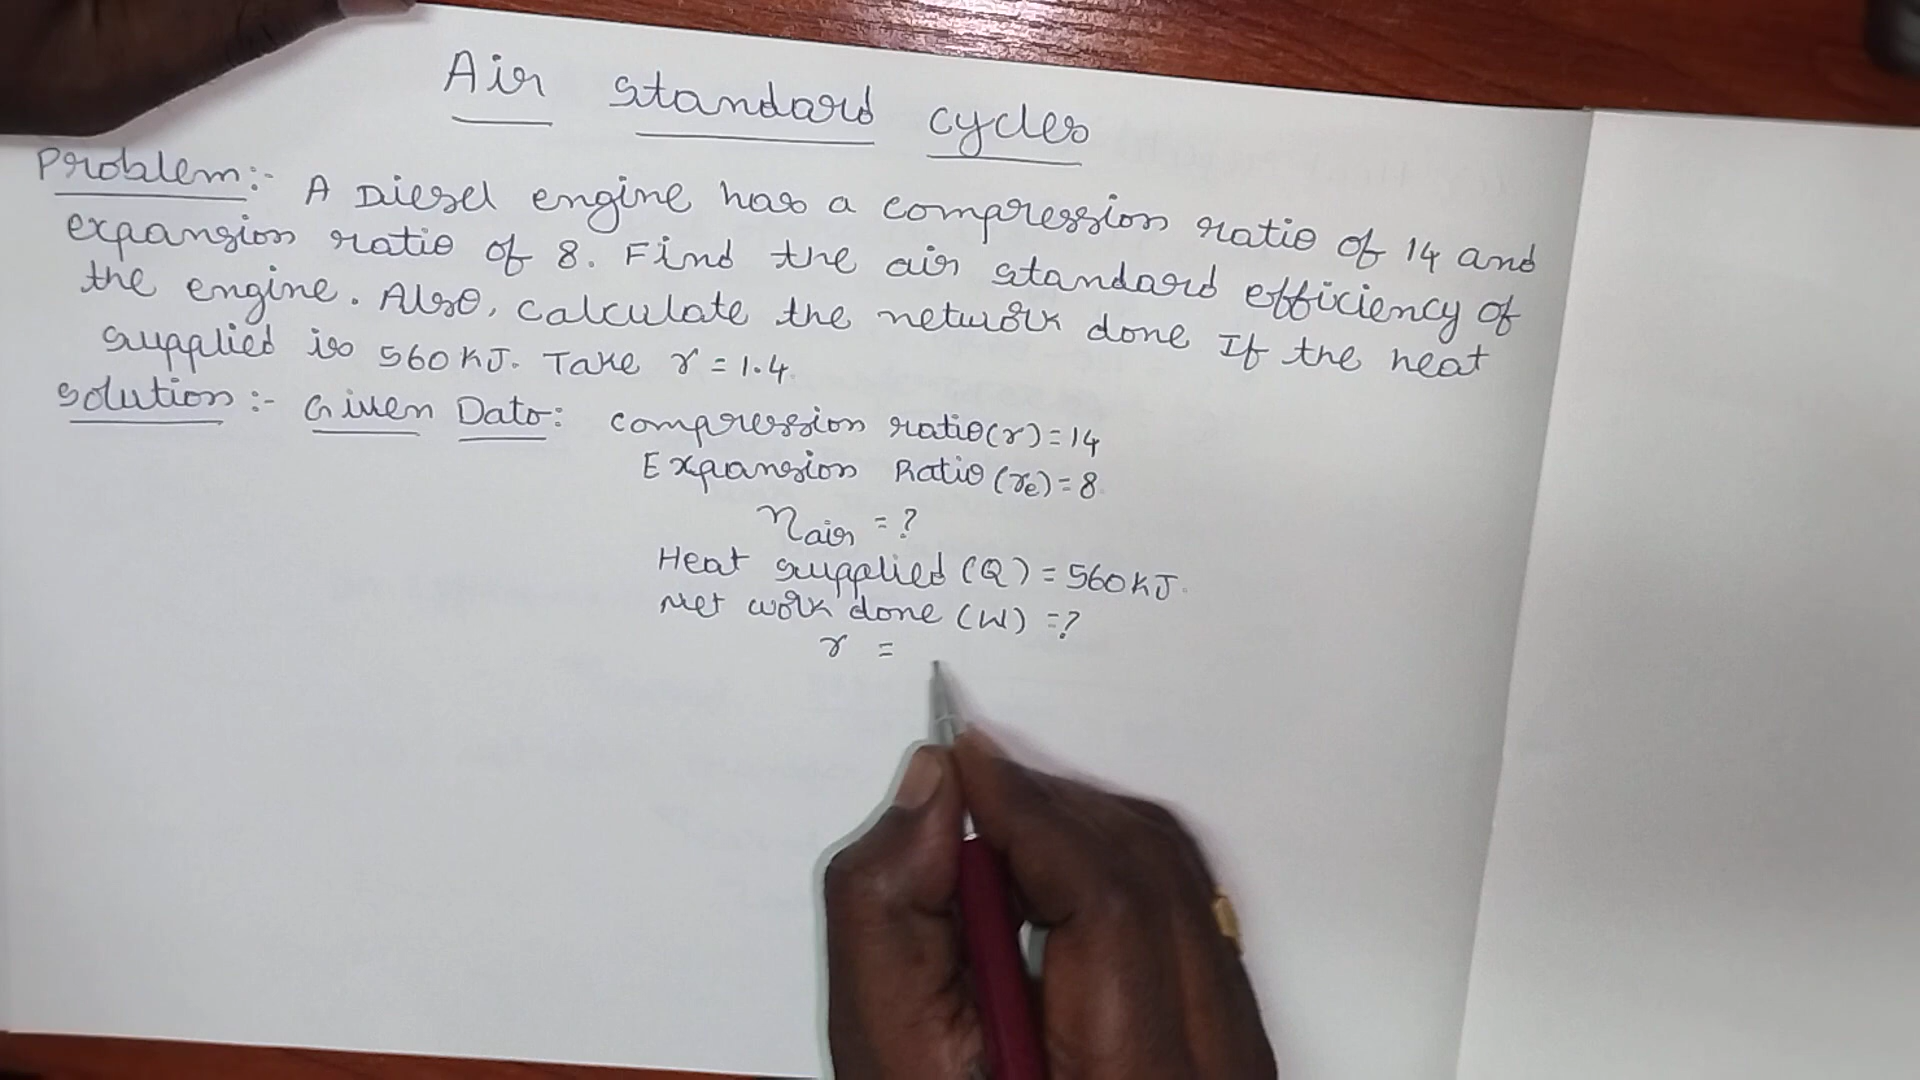 Air standard cycles
Problem:- A Diesel engine has a compression ratio of 14 and
expansion ratio of 8. Find the air standard efficiency of
the engine. Also, calculate the network done If the heat
supplied is 560 kJ. Take γ = 1.4.
Solution:- Given Data: compression ratio(r)=14
Expansion Ratio (re)=8
ηair = ?
Heat supplied (Q) = 560 kJ.
Net work done (W) =?
γ =